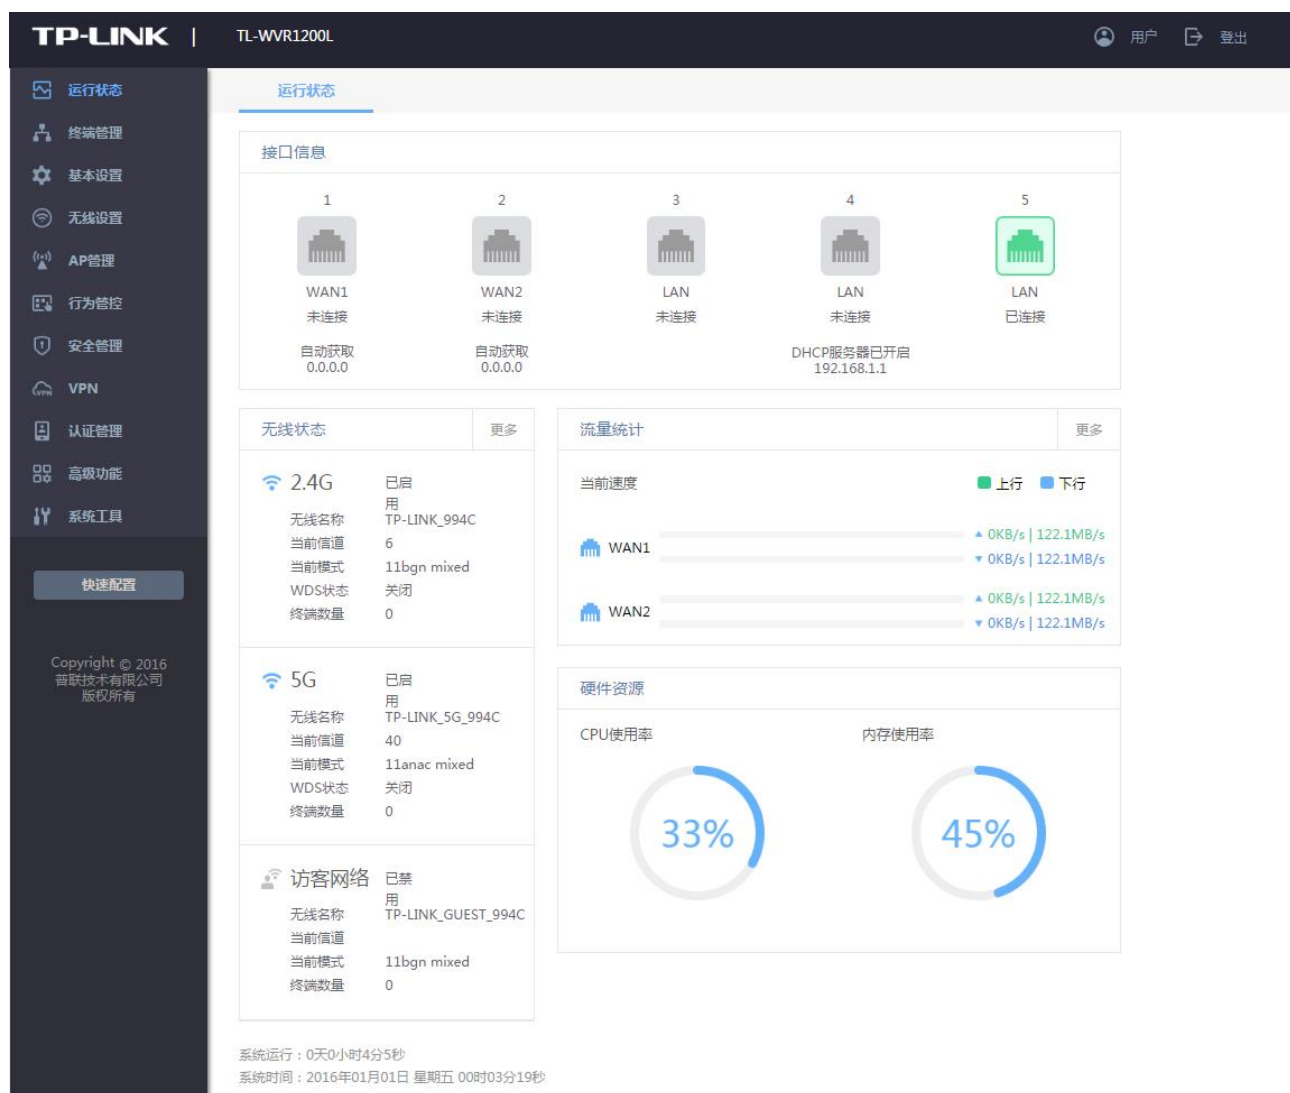 TP-LINK | TL-WVR1200L 用户 登出
运行状态
终端管理
基本设置
无线设置
AP管理
行为管控
安全管理
VPN
认证管理
高级功能
系统工具
快速配置
Copyright © 2016
普联技术有限公司
版权所有
运行状态
接口信息
1 2 3 4 5
WAN1 WAN2 LAN LAN LAN
未连接 未连接 未连接 未连接 已连接
自动获取 自动获取 DHCP服务器已开启
0.0.0.0 0.0.0.0 192.168.1.1
无线状态 更多
2.4G 已启
用
无线名称 TP-LINK_994C
当前信道 6
当前模式 11bgn mixed
WDS状态 关闭
终端数量 0
5G 已启
用
无线名称 TP-LINK_5G_994C
当前信道 40
当前模式 11anac mixed
WDS状态 关闭
终端数量 0
访客网络 已禁
用
无线名称 TP-LINK_GUEST_994C
当前信道
当前模式 11bgn mixed
终端数量 0
流量统计 更多
当前速度 上行 下行
WAN1
0KB/s | 122.1MB/s
0KB/s | 122.1MB/s
WAN2
0KB/s | 122.1MB/s
0KB/s | 122.1MB/s
硬件资源
CPU使用率 内存使用率
33% 45%
系统运行：0天0小时4分5秒
系统时间：2016年01月01日 星期五 00时03分19秒